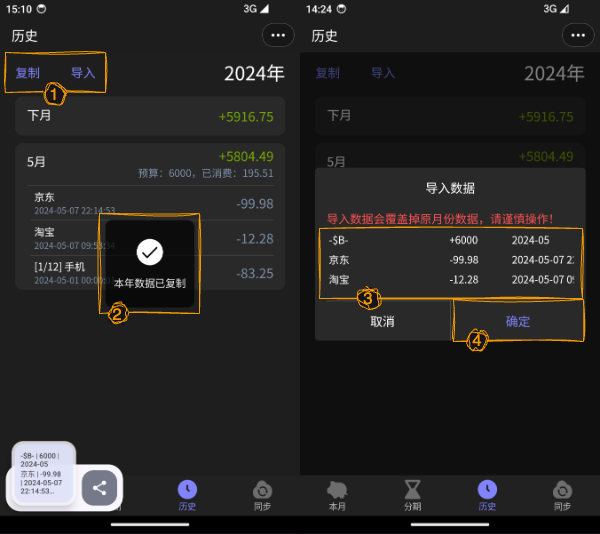 15:10
3G
历史
复制
导入
2024年
1
下月
+5916.75
5月
+5804.49
预算：6000，已消费：195.51
京东
2024-05-07 22:14:53
-99.98
淘宝
2024-05-07 09:53:
-12.28
[1/12] 手机
2024-05-01 00:00:
-83.25
本年数据已复制
2
-$B- | 6000 |
2024-05
京东 | -99.98
| 2024-05-07
22:14:53...
历史
同步
14:24
3G
历史
复制
导入
2024年
下月
+5916.75
5月
+5804.49
导入数据
导入数据会覆盖掉原月份数据，请谨慎操作！
-$B- +6000 2024-05
京东 -99.98 2024-05-07 22
淘宝 -12.28 2024-05-07 09
3
取消
确定
4
本月
分期
历史
同步